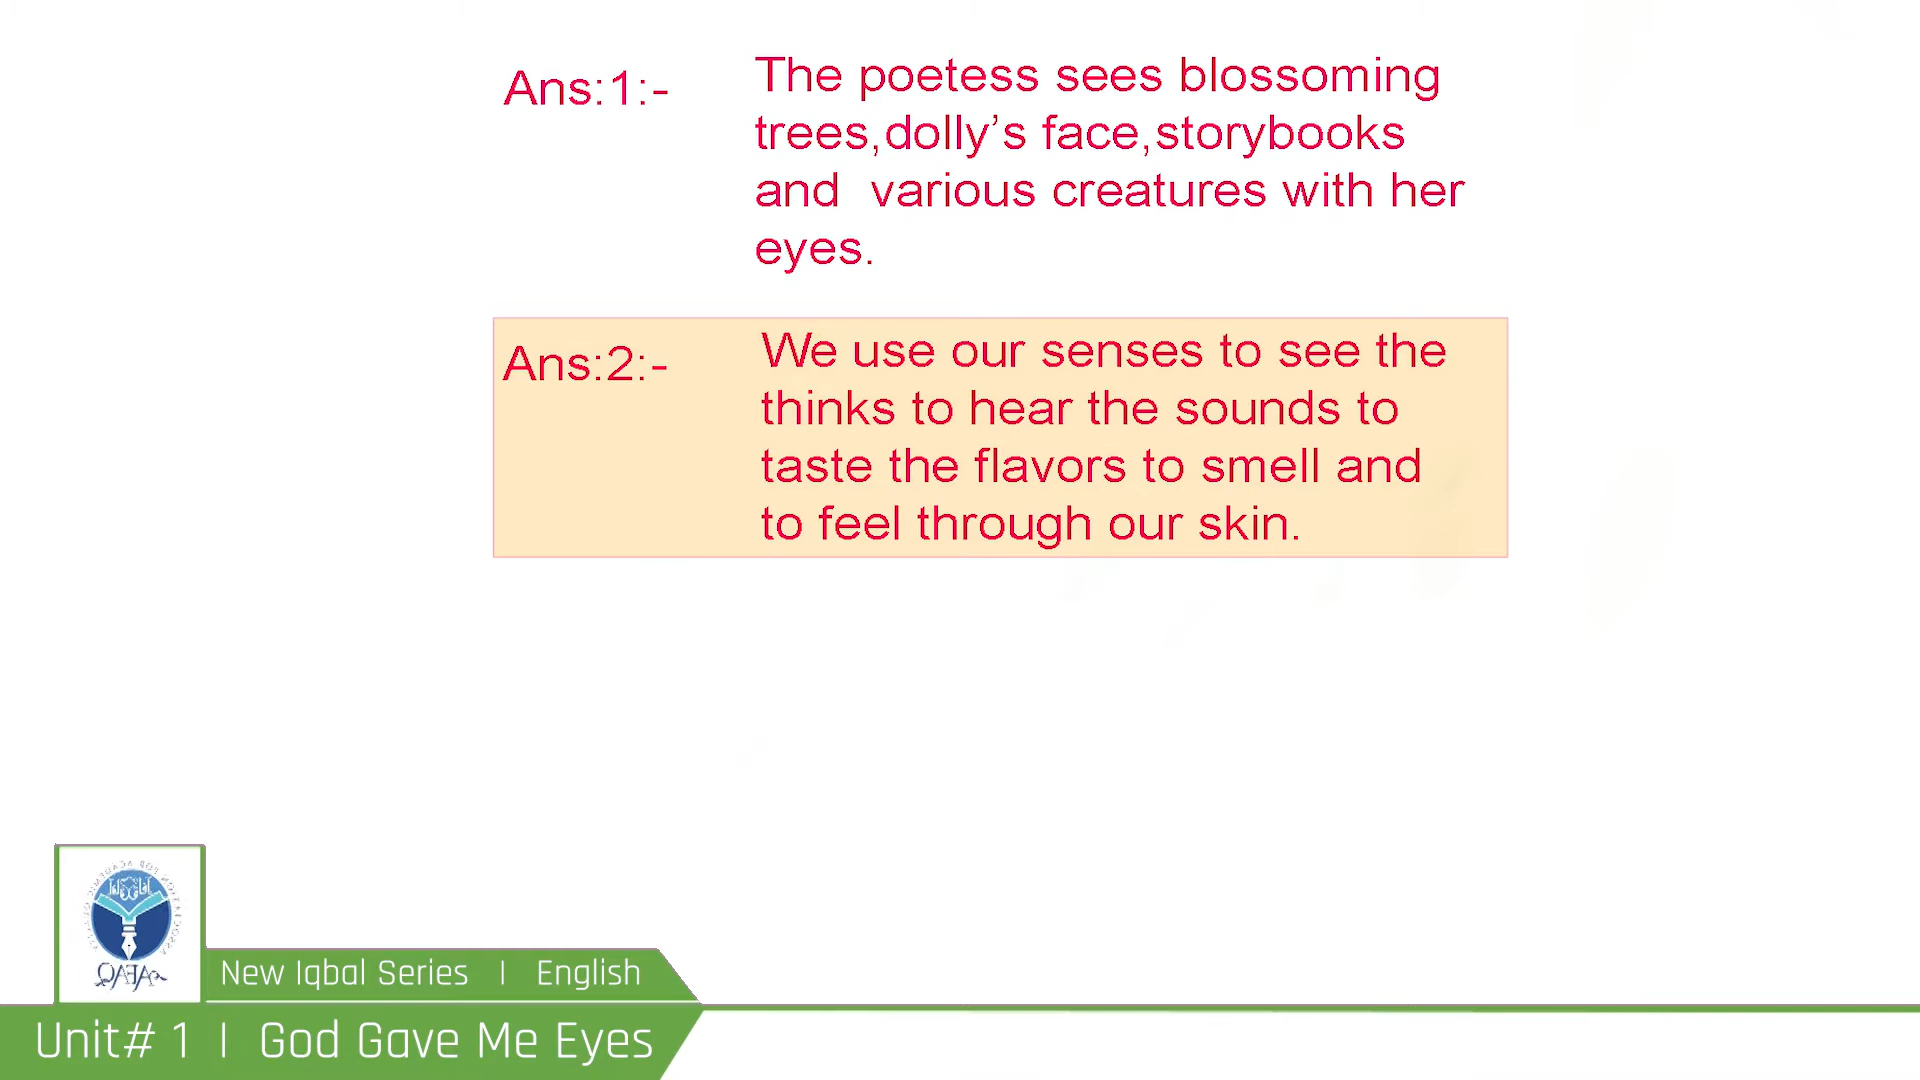 Ans:1:-
The poetess sees blossoming
trees,dolly’s face,storybooks
and  various creatures with her
eyes.
Ans:2:-
We use our senses to see the
thinks to hear the sounds to
taste the flavors to smell and
to feel through our skin.
New Iqbal Series | English
Unit# 1 | God Gave Me Eyes